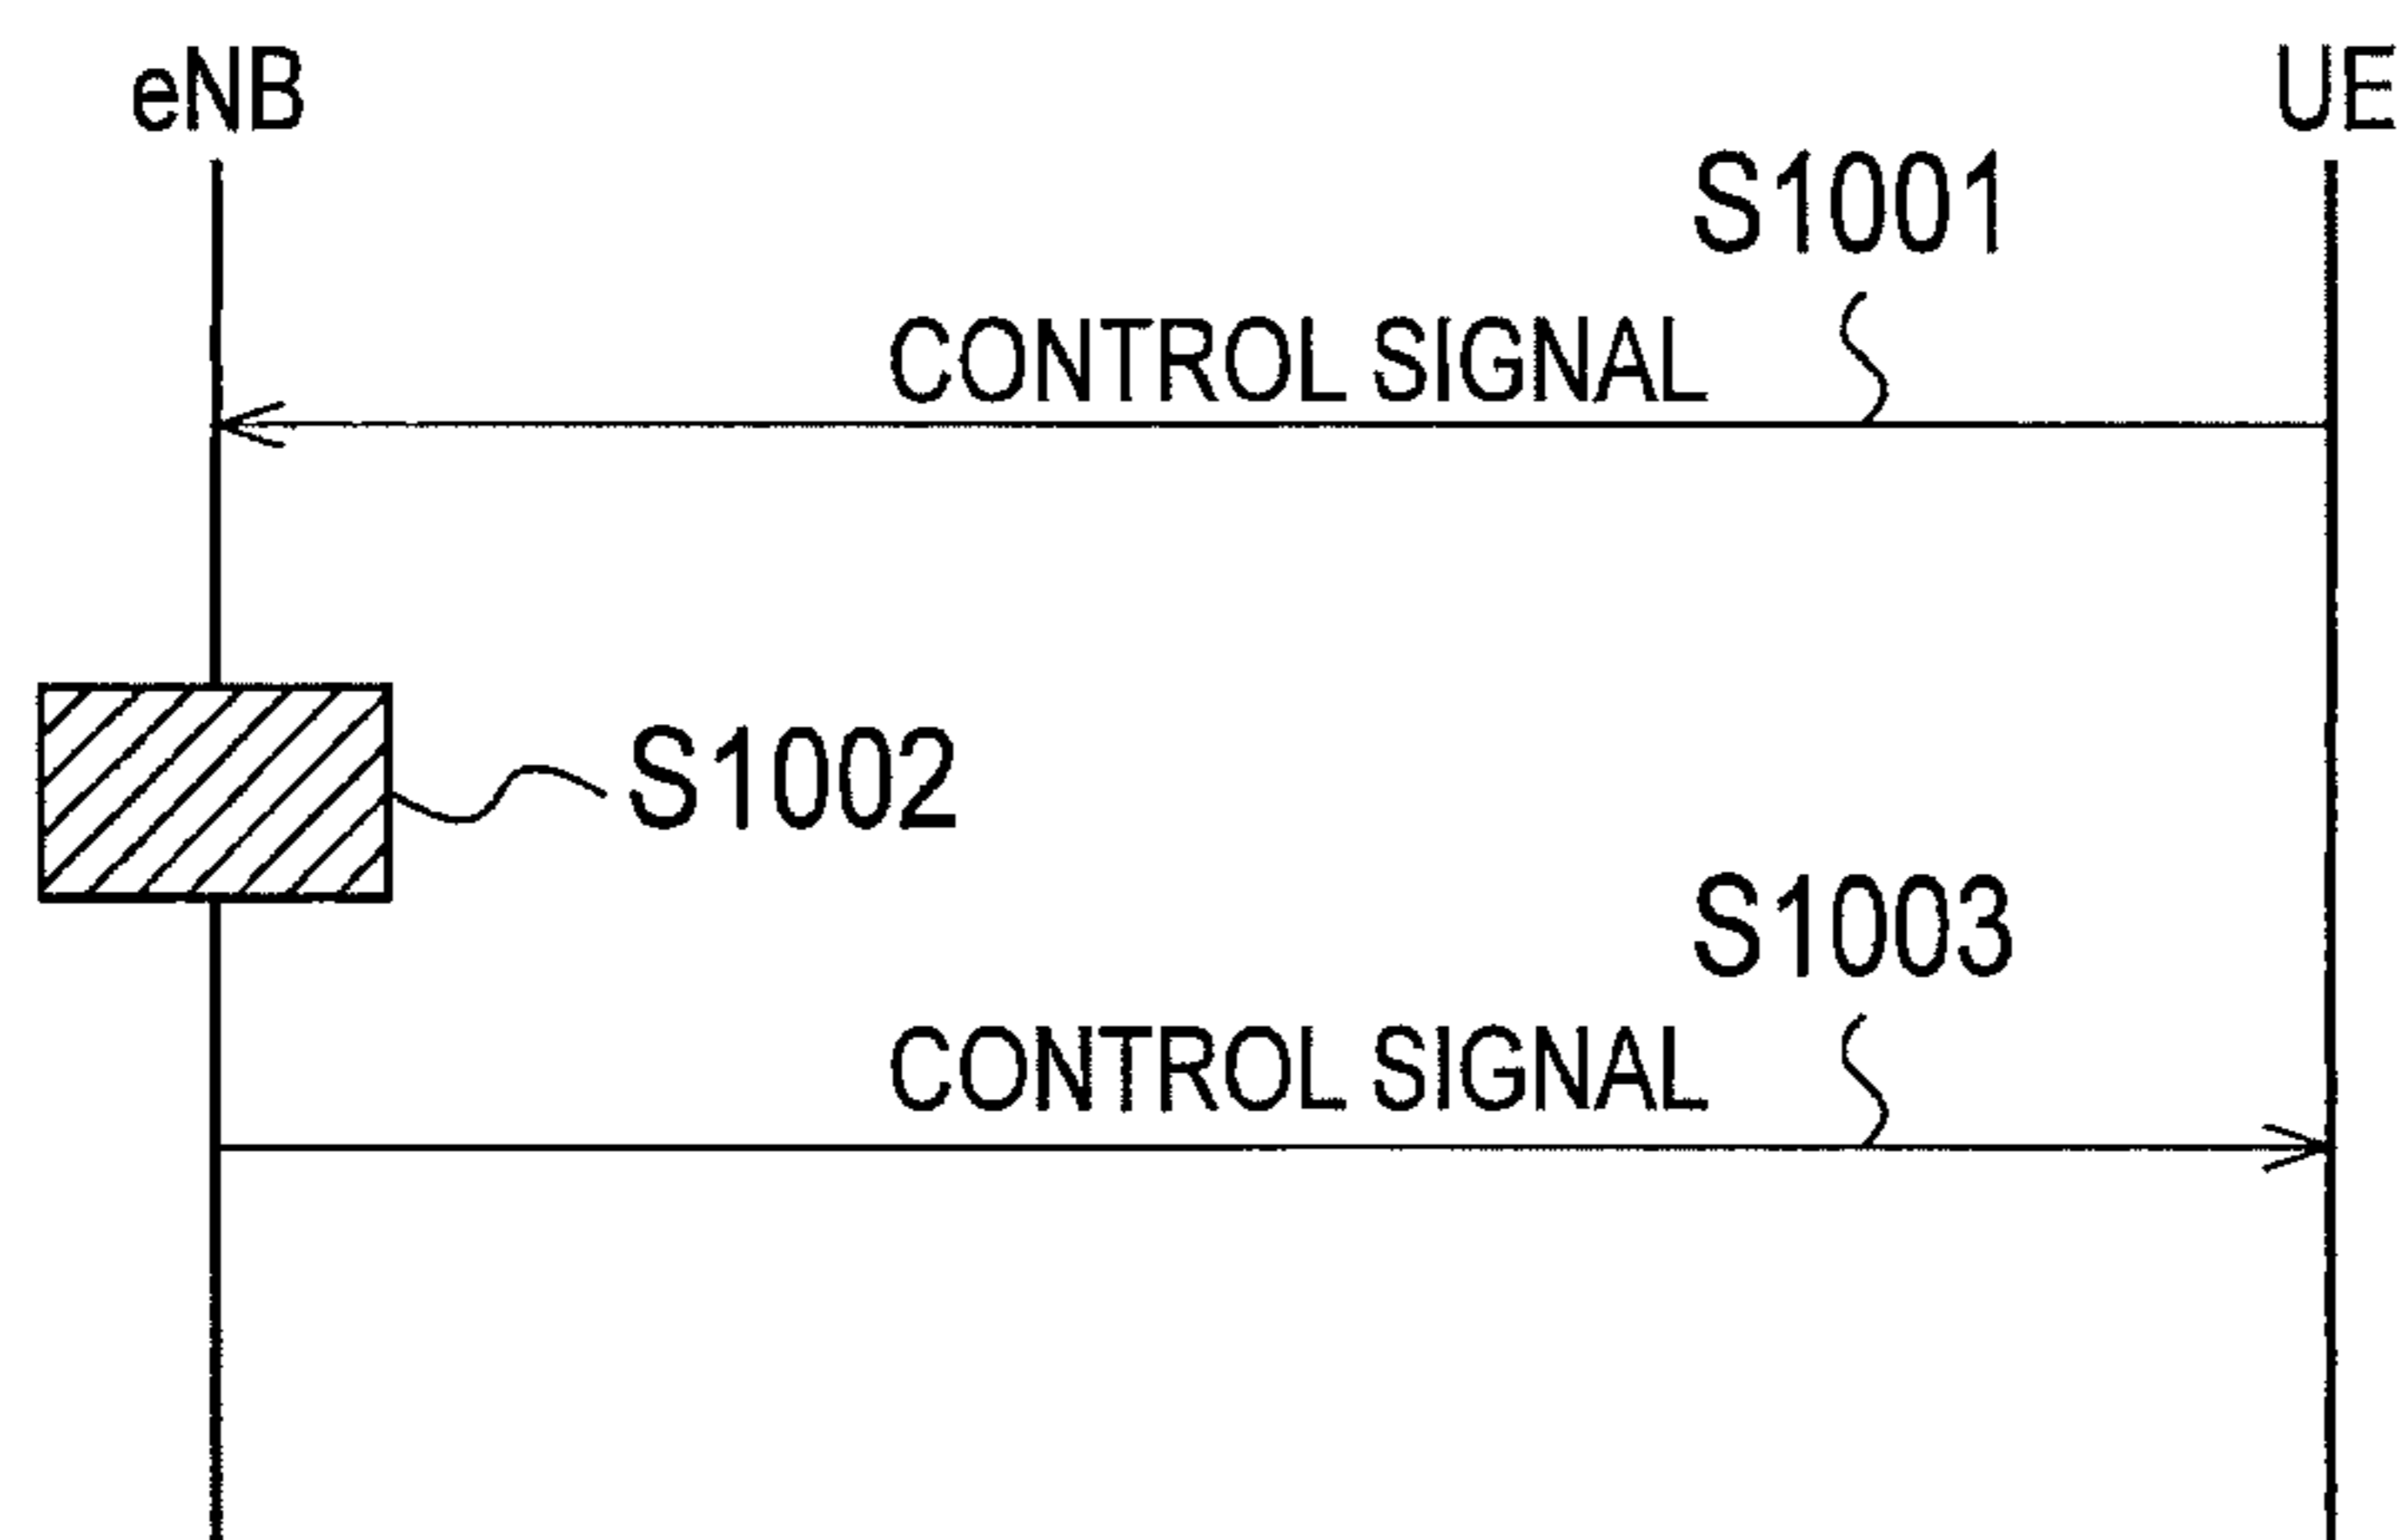 eNB
UE
S1001
CONTROL SIGNAL
S1002
S1003
CONTROL SIGNAL